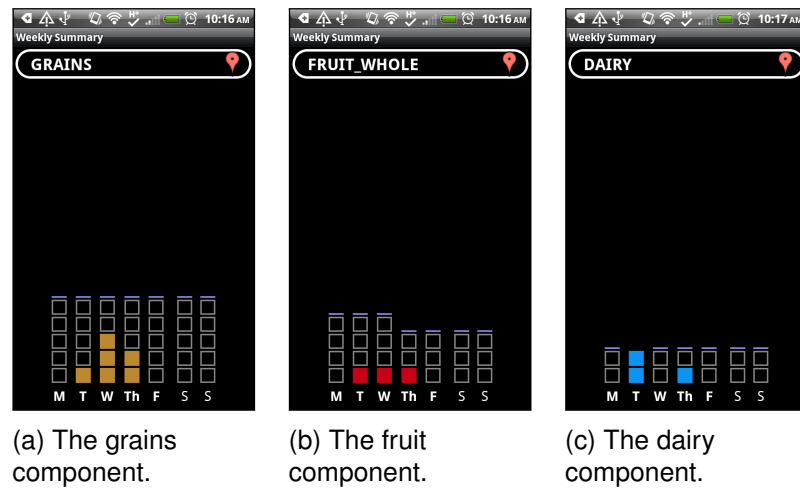 10:16 AM
Weekly Summary
GRAINS
M T W Th F S S
(a) The grains
component.
10:16 AM
Weekly Summary
FRUIT_WHOLE
M T W Th F S S
(b) The fruit
component.
10:17 AM
Weekly Summary
DAIRY
M T W Th F S S
(c) The dairy
component.